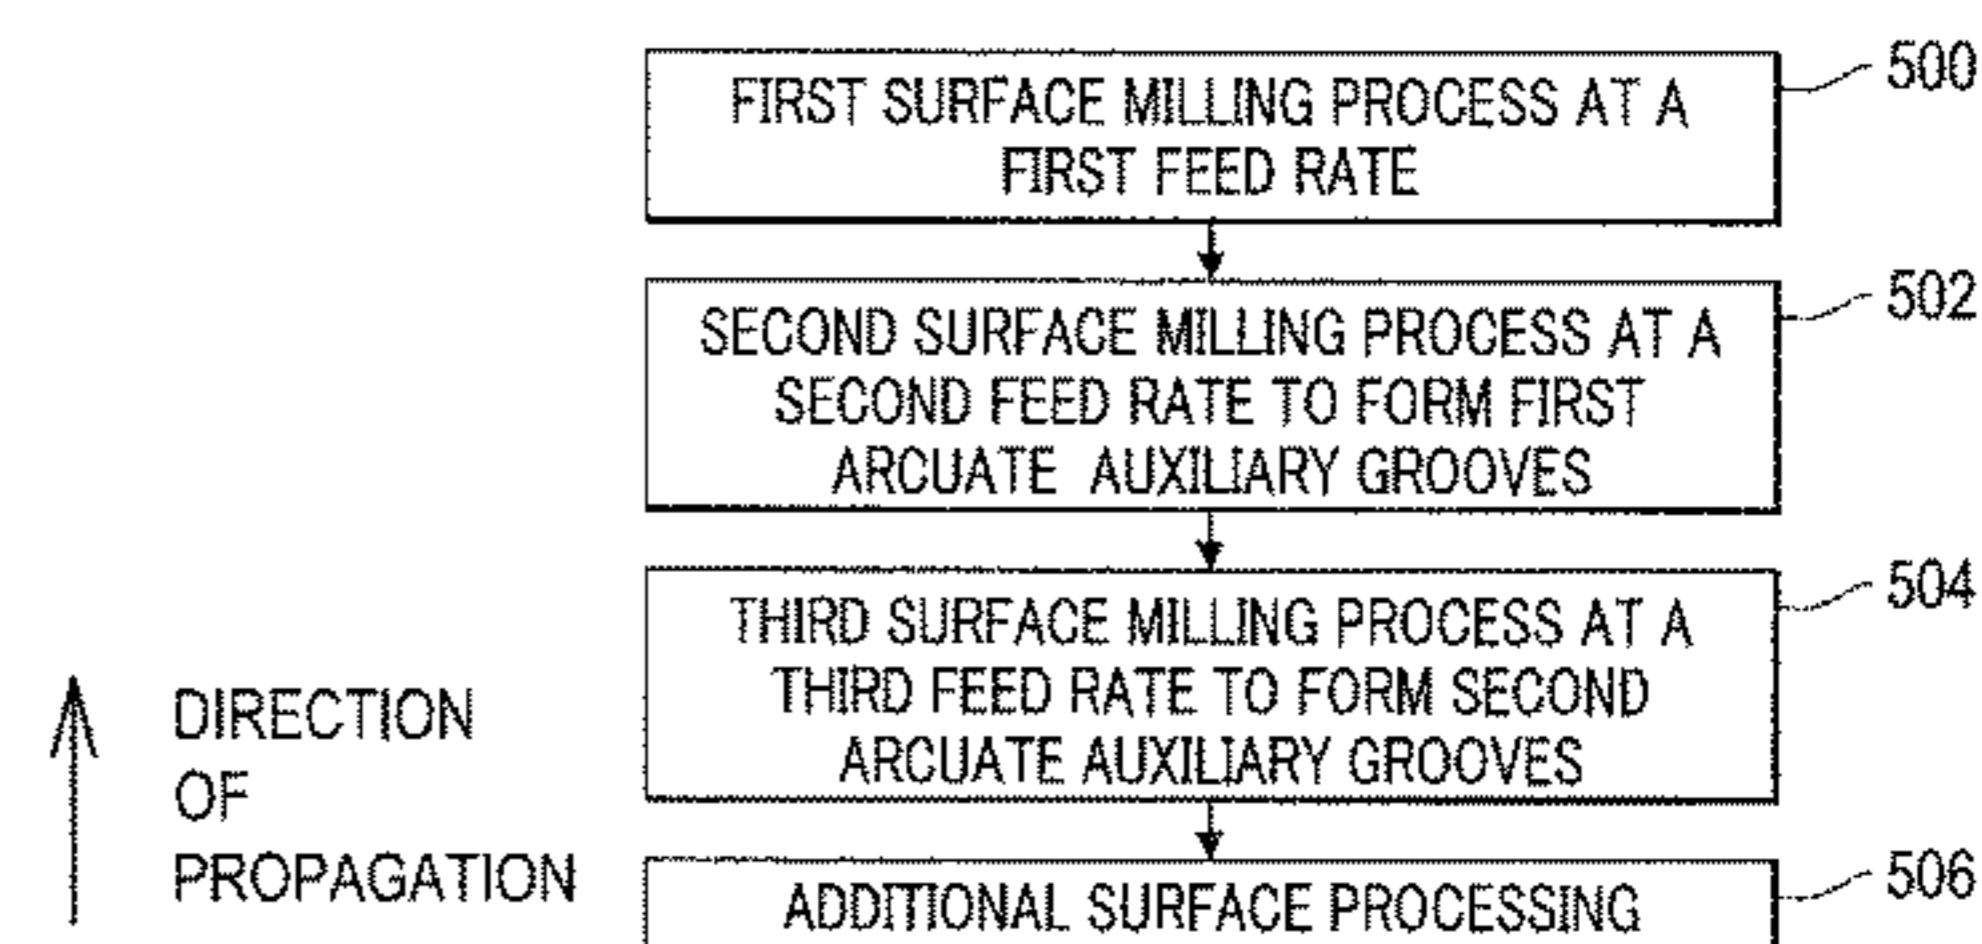 FIRST SURFACE MILLING PROCESS AT A
FIRST FEED RATE
500
SECOND SURFACE MILLING PROCESS AT A
SECOND FEED RATE TO FORM FIRST
ARCUATE AUXILIARY GROOVES
502
THIRD SURFACE MILLING PROCESS AT A
THIRD FEED RATE TO FORM SECOND
ARCUATE AUXILIARY GROOVES
504
ADDITIONAL SURFACE PROCESSING
506
DIRECTION
OF
PROPAGATION